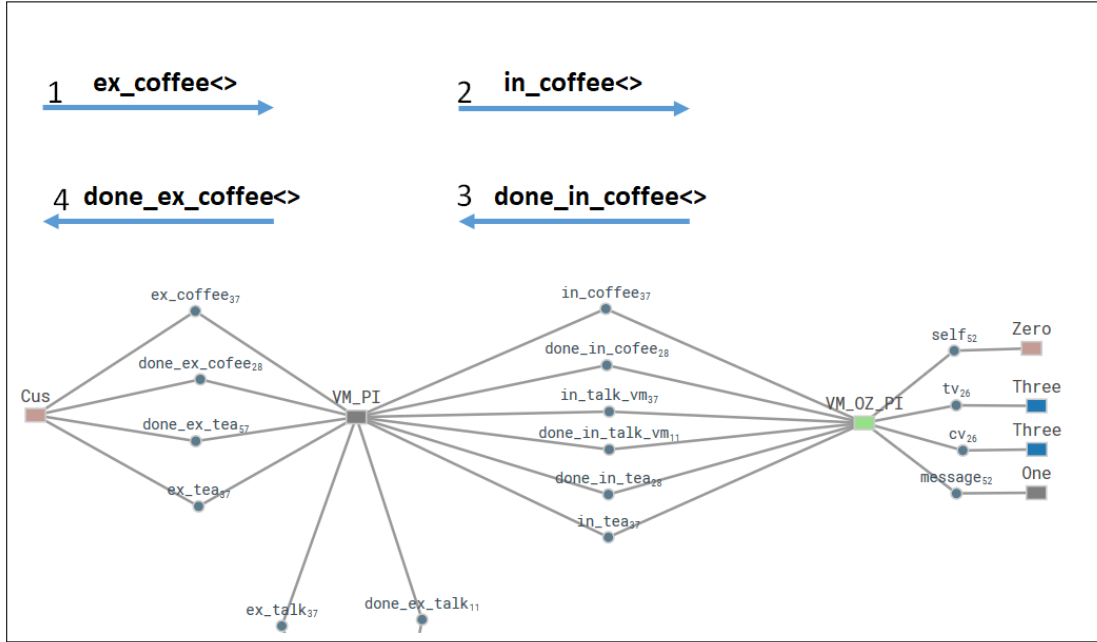 1 ex_coffee<>
2 in_coffee<>
4 done_ex_coffee<>
3 done_in_coffee<>
ex_coffee₃₇
in_coffee₃₇
done_ex_cofee₂₈
done_in_cofee₂₈
self₅₂
Zero
Cus
VM_PI
in_talk_vm₃₇
VM_OZ_PI
tv₂₆
Three
done_ex_tea₅₇
done_in_talk_vm₁₁
cv₂₆
Three
ex_tea₃₇
done_in_tea₂₈
message₅₂
One
in_tea₃₇
ex_talk₃₇
done_ex_talk₁₁